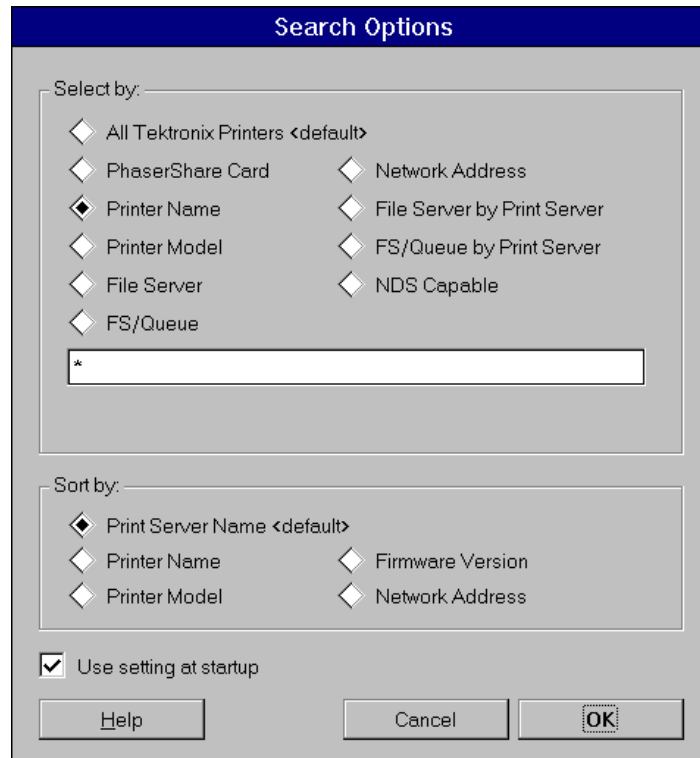 Search Options
Select by:
All Tektronix Printers <default>
PhaserShare Card
Network Address
Printer Name
File Server by Print Server
Printer Model
FS/Queue by Print Server
File Server
NDS Capable
FS/Queue
*
Sort by:
Print Server Name <default>
Printer Name
Firmware Version
Printer Model
Network Address
Use setting at startup
Help
Cancel
OK